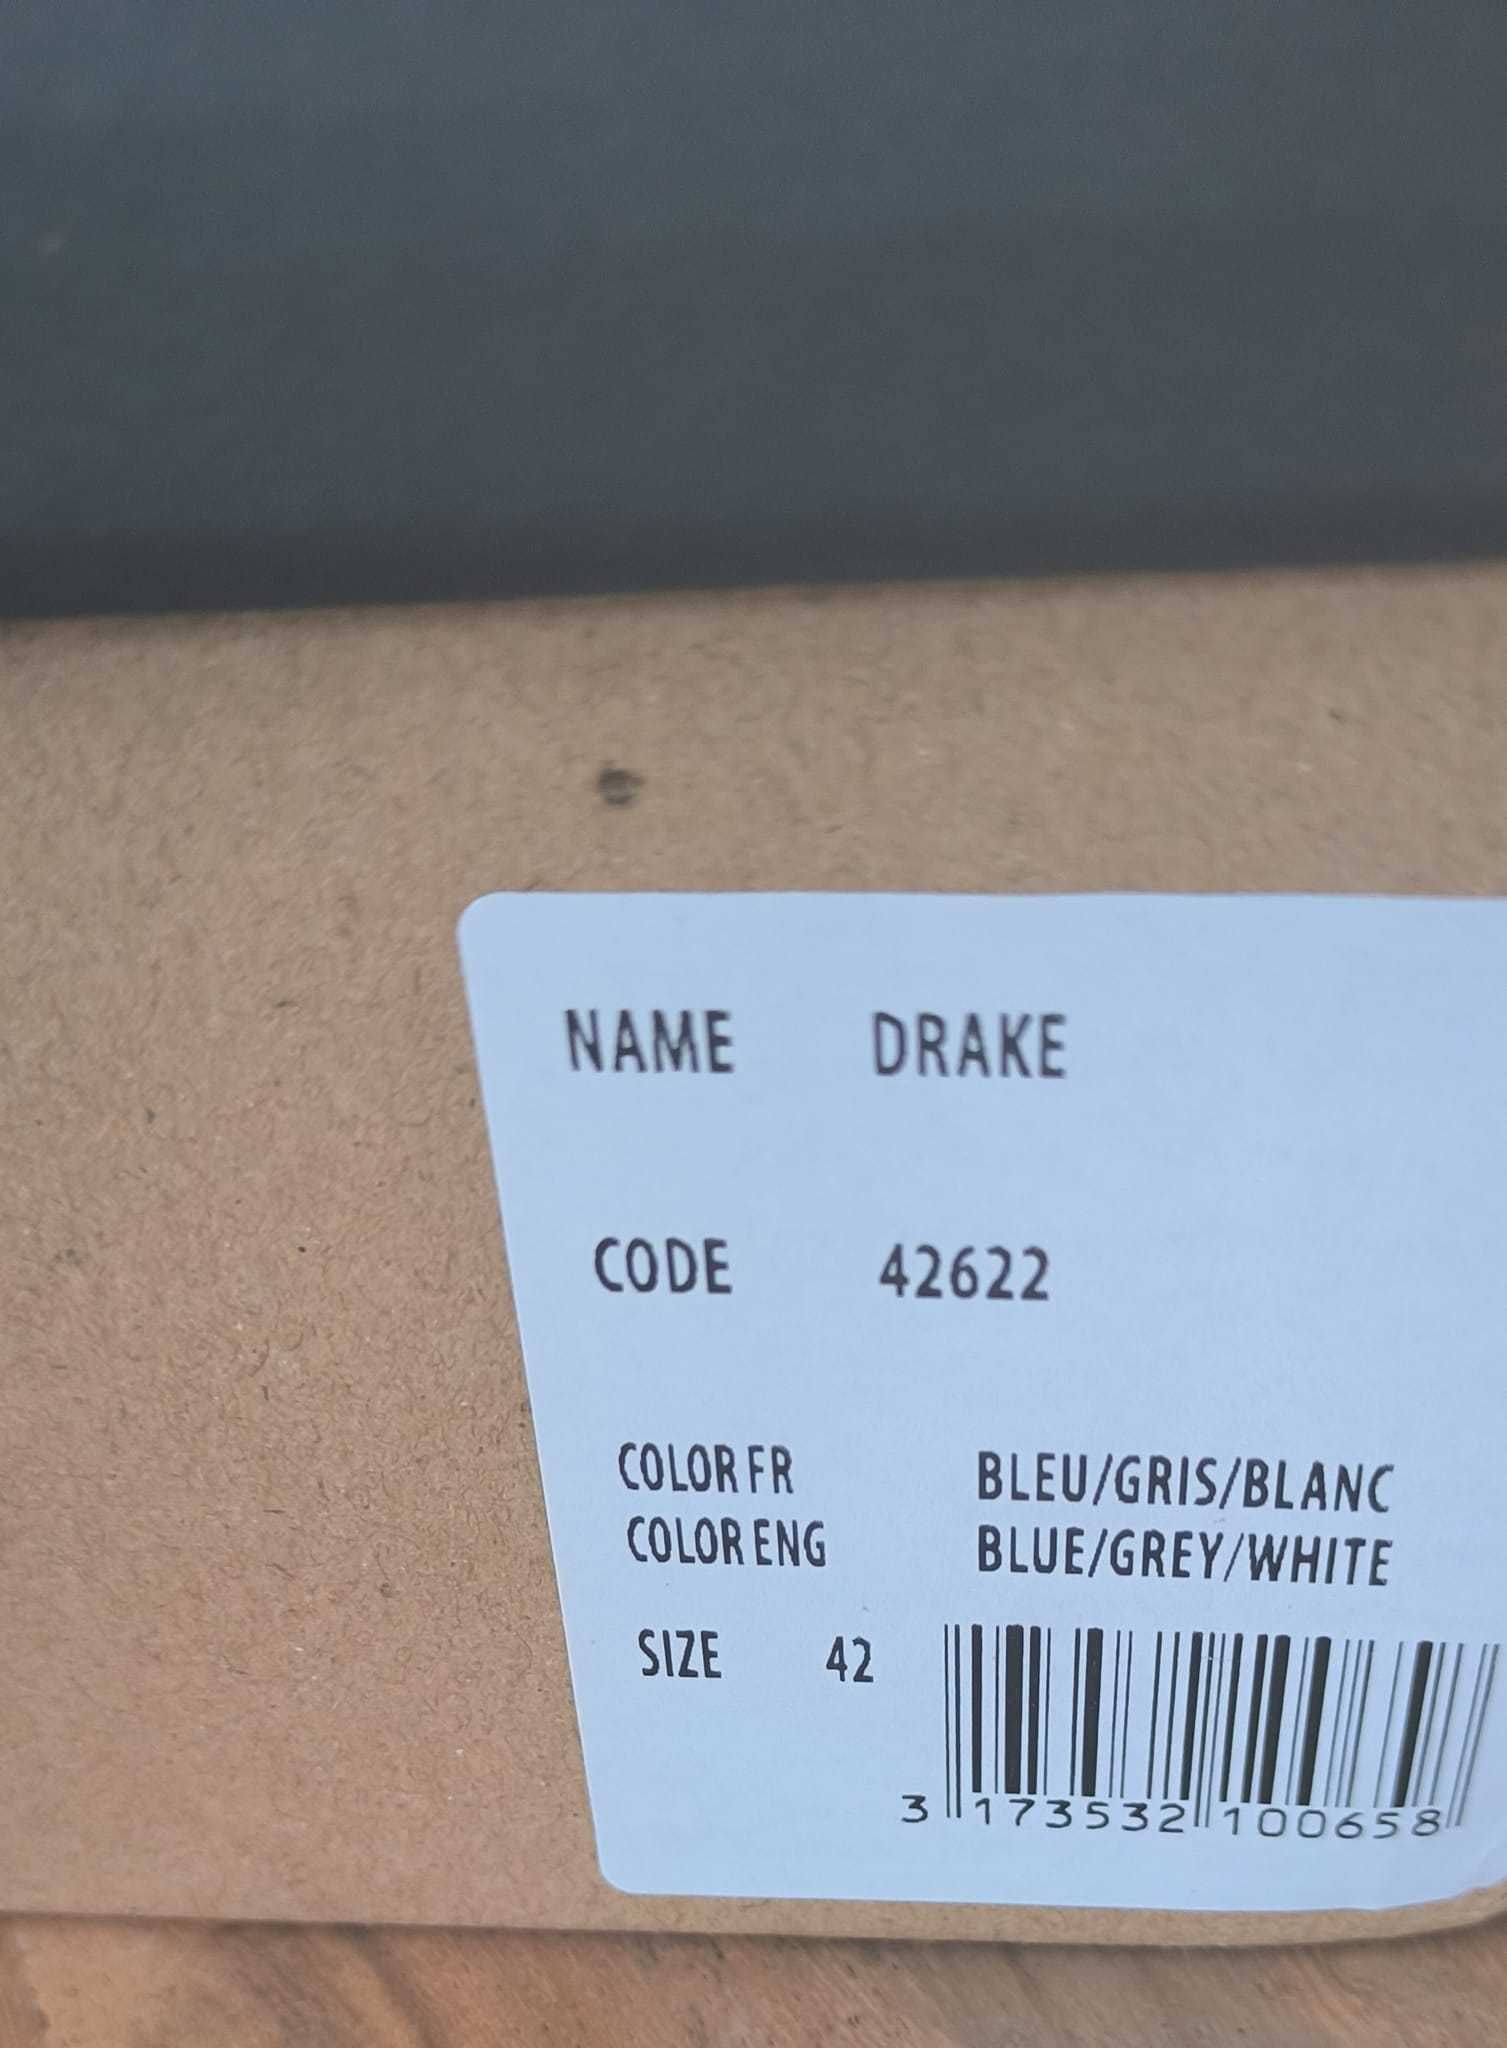 NAME DRAKE
CODE 42622
COLOR FR BLEU/GRIS/BLANC
COLOR ENG BLUE/GREY/WHITE
SIZE 42
3 173532 100658